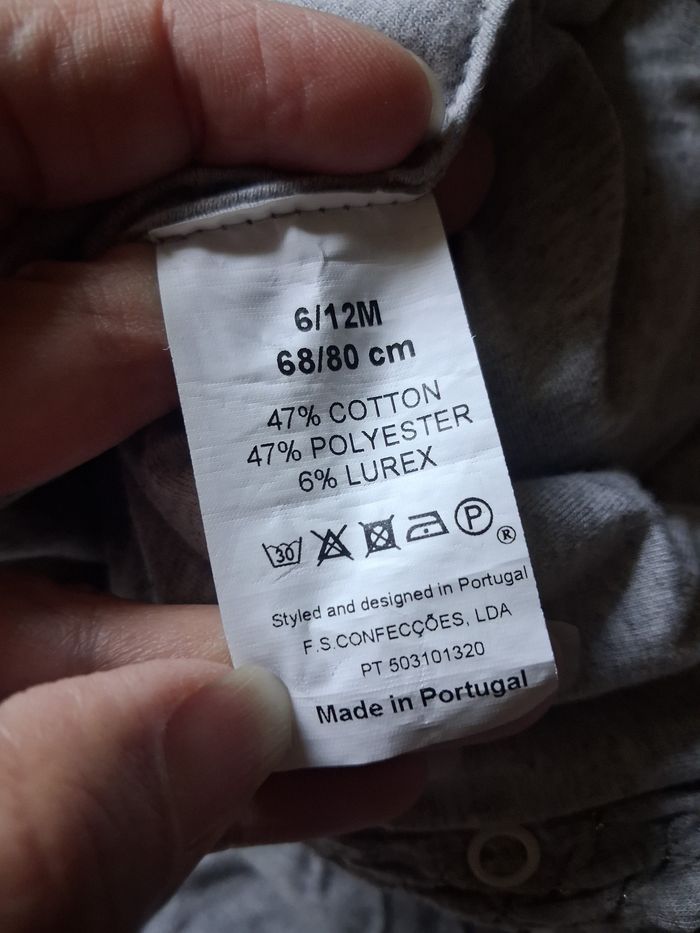 6/12M
68/80 cm
47% COTTON
47% POLYESTER
6% LUREX
30 P ®
Styled and designed in Portugal
F.S.CONFECÇÕES, LDA
PT 503101320
Made in Portugal